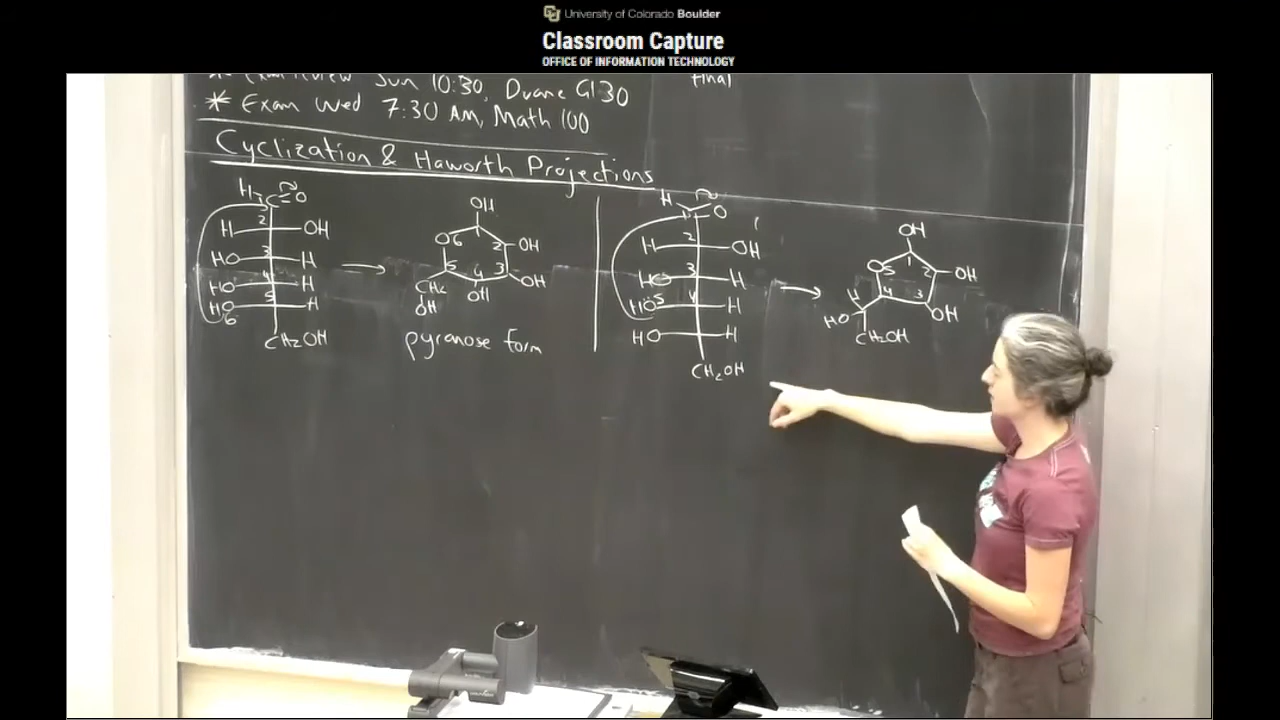 University of Colorado Boulder
Classroom Capture
OFFICE OF INFORMATION TECHNOLOGY
* Exam review Sun 10:30, Duane G130
final
* Exam Wed 7:30 AM, Math 100
Cyclization & Haworth Projections
H C = O
2
H OH
HO 3 H
HO 4 H
HO 5 H
6
CH2OH
OH
O 6
2 OH
5 4 3 OH
CH2 OH
OH
pyranose form
H O
2
H OH
HO 3 H
HO 5 4 H
HO H
CH2OH
OH
O 5 1 2 OH
4 3 OH
H
HO
CH2OH